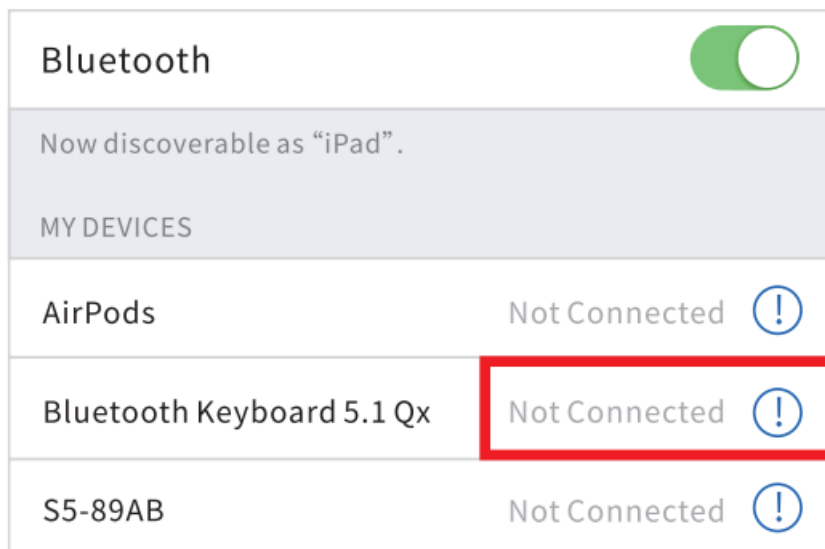 Bluetooth
Now discoverable as “iPad”.
MY DEVICES
AirPods Not Connected !
Bluetooth Keyboard 5.1 Qx Not Connected !
S5-89AB Not Connected !